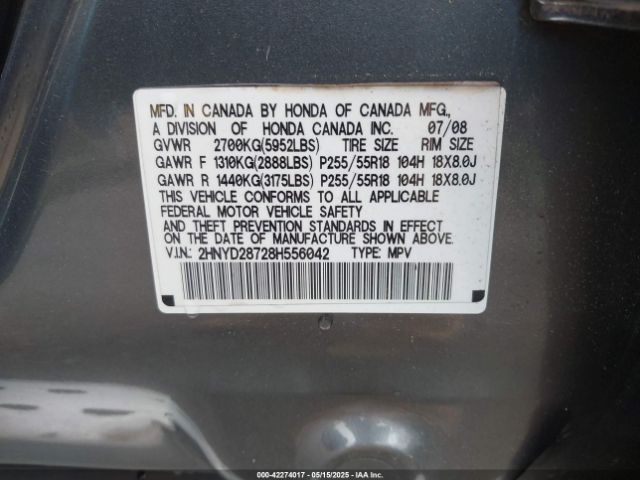 MFD. IN CANADA BY HONDA OF CANADA MFG.,
A DIVISION OF HONDA CANADA INC. 07/08
GVWR 2700KG(5952LBS) TIRE SIZE RIM SIZE
GAWR F 1310KG(2888LBS) P255/55R18 104H 18X8.0J
GAWR R 1440KG(3175LBS) P255/55R18 104H 18X8.0J
THIS VEHICLE CONFORMS TO ALL APPLICABLE
FEDERAL MOTOR VEHICLE SAFETY
AND THEFT PREVENTION STANDARDS IN EFFECT
ON THE DATE OF MANUFACTURE SHOWN ABOVE.
V.I.N.: 2HNYD28728H556042 TYPE: MPV
000-42274017 — 05/15/2025 — IAA Inc.